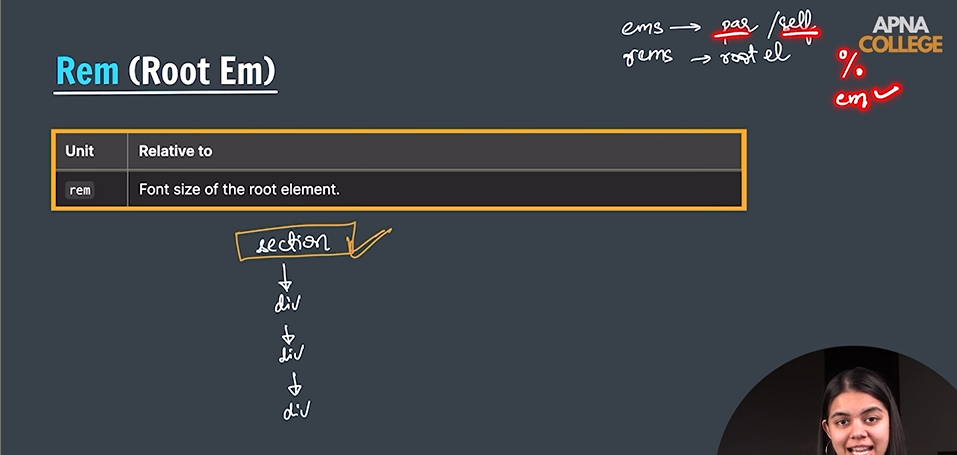 ems → par / self
rems → root el
APNA
COLLEGE
%
em ✓
Rem (Root Em)
Unit Relative to
rem Font size of the root element.
section ✓
↓
div
↓
div
↓
div